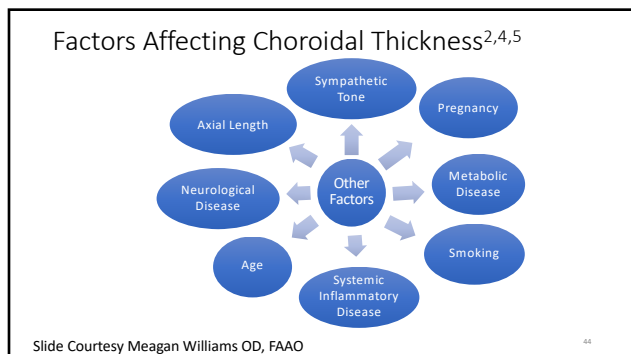 Factors Affecting Choroidal Thickness2,4,5
Sympathetic
Tone
Pregnancy
Axial Length
Metabolic
Disease
Neurological
Disease
Other
Factors
Smoking
Age
Systemic
Inflammatory
Disease
Slide Courtesy Meagan Williams OD, FAAO
44